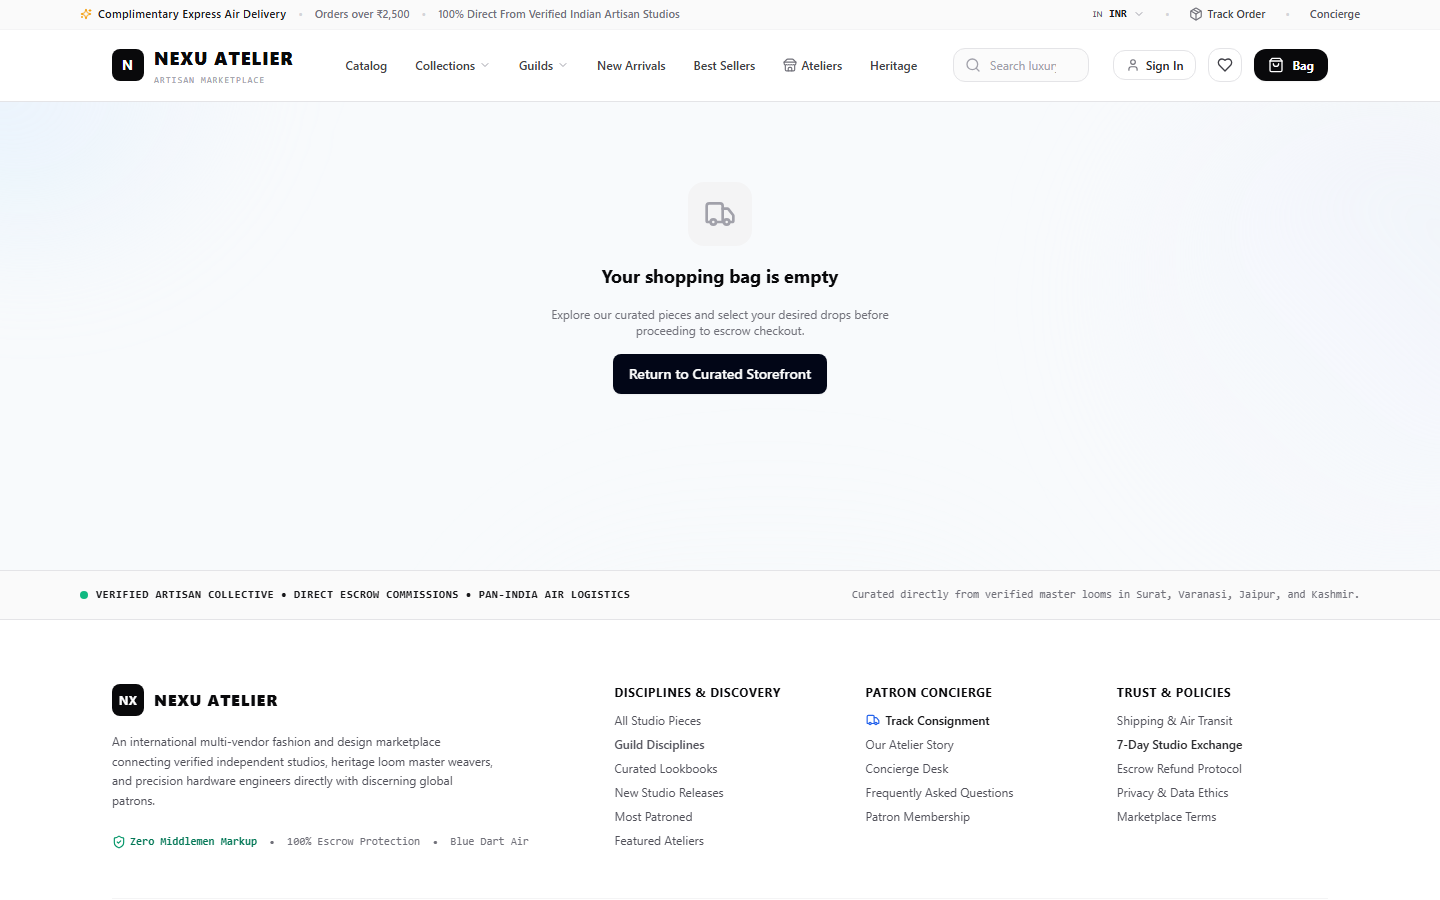 Complimentary Express Air Delivery • Orders over ₹2,500 • 100% Direct From Verified Indian Artisan Studios
IN INR • Track Order • Concierge
N NEXU ATELIER
ARTISAN MARKETPLACE
Catalog Collections Guilds New Arrivals Best Sellers Ateliers Heritage
Search luxur
Sign In
Bag
Your shopping bag is empty
Explore our curated pieces and select your desired drops before
proceeding to escrow checkout.
Return to Curated Storefront
VERIFIED ARTISAN COLLECTIVE • DIRECT ESCROW COMMISSIONS • PAN-INDIA AIR LOGISTICS
Curated directly from verified master looms in Surat, Varanasi, Jaipur, and Kashmir.
NX NEXU ATELIER
An international multi-vendor fashion and design marketplace
connecting verified independent studios, heritage loom master weavers,
and precision hardware engineers directly with discerning global
patrons.
Zero Middlemen Markup • 100% Escrow Protection • Blue Dart Air
DISCIPLINES & DISCOVERY
All Studio Pieces
Guild Disciplines
Curated Lookbooks
New Studio Releases
Most Patroned
Featured Ateliers
PATRON CONCIERGE
Track Consignment
Our Atelier Story
Concierge Desk
Frequently Asked Questions
Patron Membership
TRUST & POLICIES
Shipping & Air Transit
7-Day Studio Exchange
Escrow Refund Protocol
Privacy & Data Ethics
Marketplace Terms